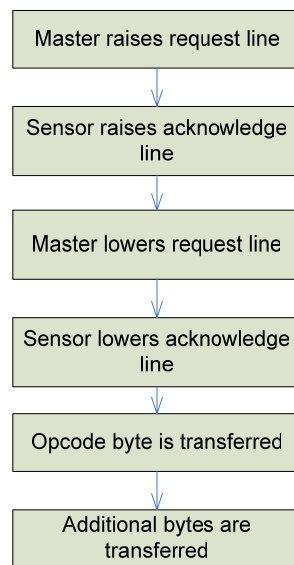 Master raises request line
Sensor raises acknowledge
line
Master lowers request line
Sensor lowers acknowledge
line
Opcode byte is transferred
Additional bytes are
transferred